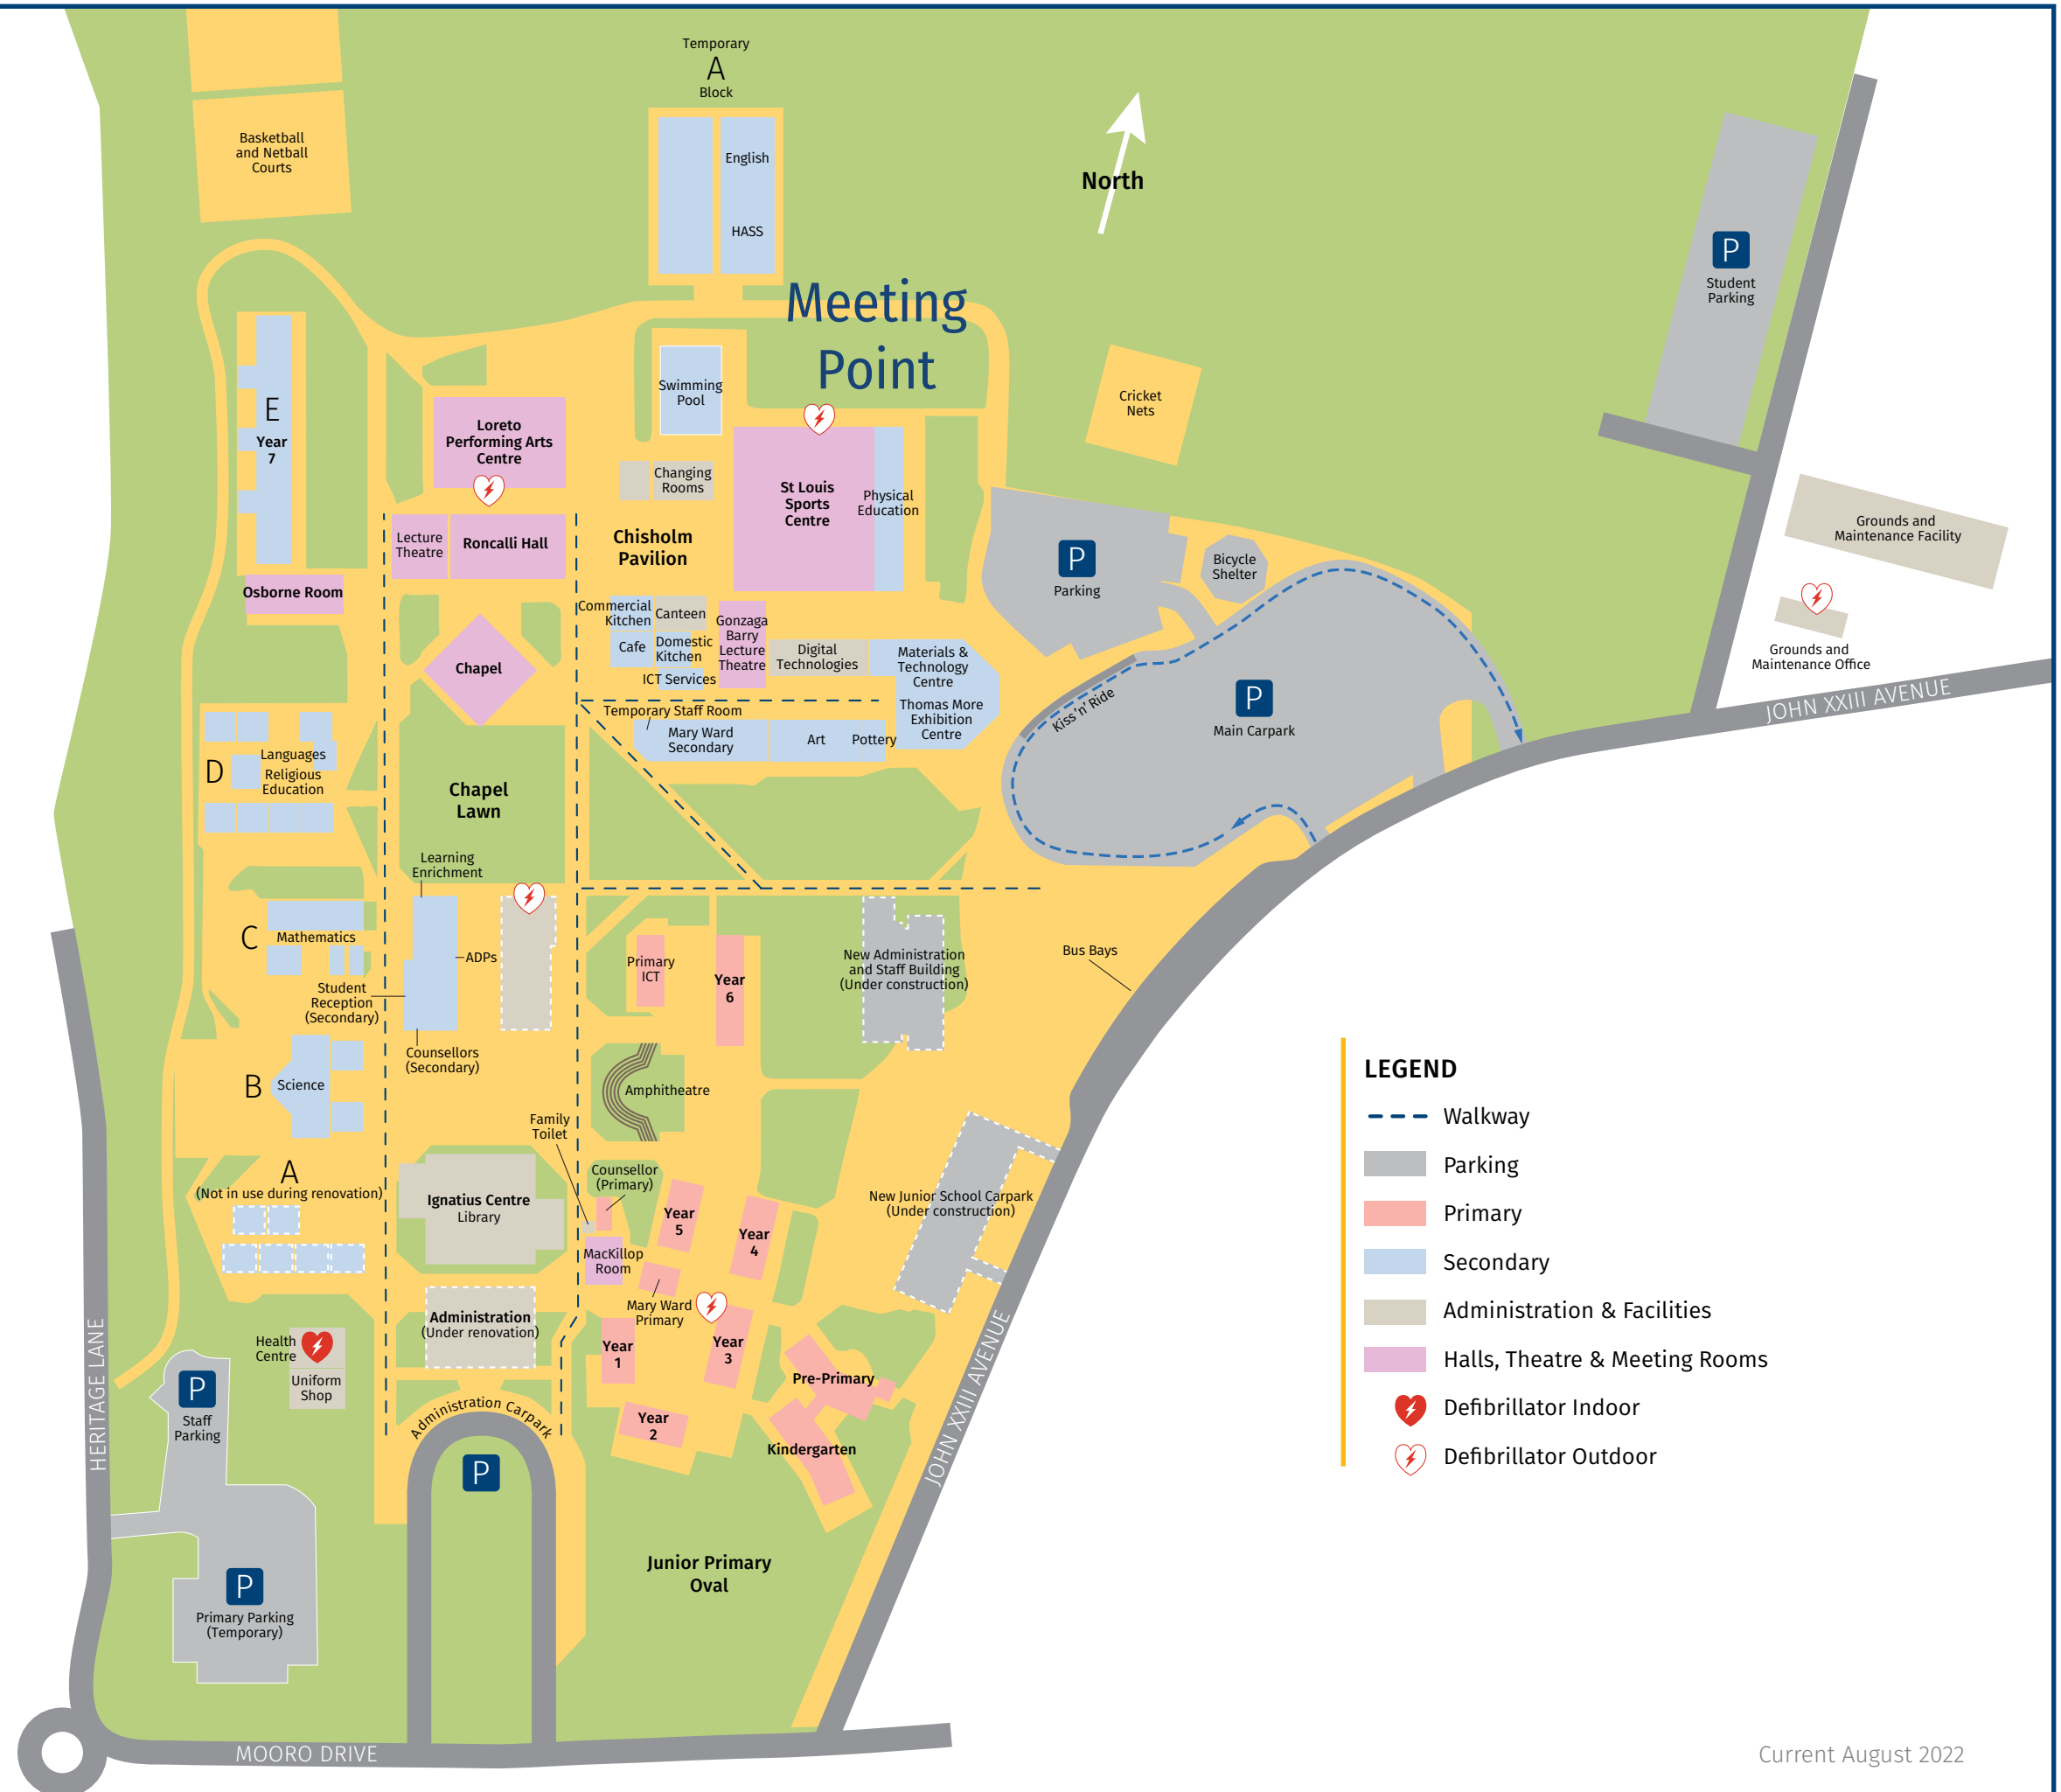 Temporary
A
Block
Basketball
and Netball
Courts
English
HASS
North
P
Student
Parking
Meeting
Point
Swimming
Pool
Cricket
Nets
E
Year
7
Loreto
Performing Arts
Centre
Changing
Rooms
St Louis
Sports
Centre
Physical
Education
Lecture
Theatre
Roncalli Hall
Chisholm
Pavilion
P
Parking
Bicycle
Shelter
Grounds and
Maintenance Facility
Osborne Room
Commercial
Kitchen
Canteen
Gonzaga
Barry
Lecture
Theatre
Cafe
Domestic
Kitchen
ICT Services
Digital
Technologies
Materials &
Technology
Centre
Grounds and
Maintenance Office
Chapel
JOHN XXIII AVENUE
Kiss'n'Ride
P
Main Carpark
Temporary Staff Room
Mary Ward
Secondary
Art
Pottery
Thomas More
Exhibition
Centre
D
Languages
Religious
Education
Chapel
Lawn
Learning
Enrichment
C
Mathematics
ADPs
Student
Reception
(Secondary)
Counsellors
(Secondary)
Primary
ICT
Year
6
New Administration
and Staff Building
(Under construction)
Bus Bays
B
Science
Amphitheatre
Family
Toilet
A
(Not in use during renovation)
Ignatius Centre
Library
Counsellor
(Primary)
Year
5
Year
4
New Junior School Carpark
(Under construction)
MacKillop
Room
Mary Ward
Primary
Administration
(Under renovation)
Health
Centre
Uniform
Shop
Year
1
Year
3
Pre-Primary
Year
2
Kindergarten
JOHN XXIII AVENUE
HERITAGE LANE
P
Staff
Parking
Administration Carpark
P
Junior Primary
Oval
P
Primary Parking
(Temporary)
MOORO DRIVE
LEGEND
Walkway
Parking
Primary
Secondary
Administration & Facilities
Halls, Theatre & Meeting Rooms
Defibrillator Indoor
Defibrillator Outdoor
Current August 2022